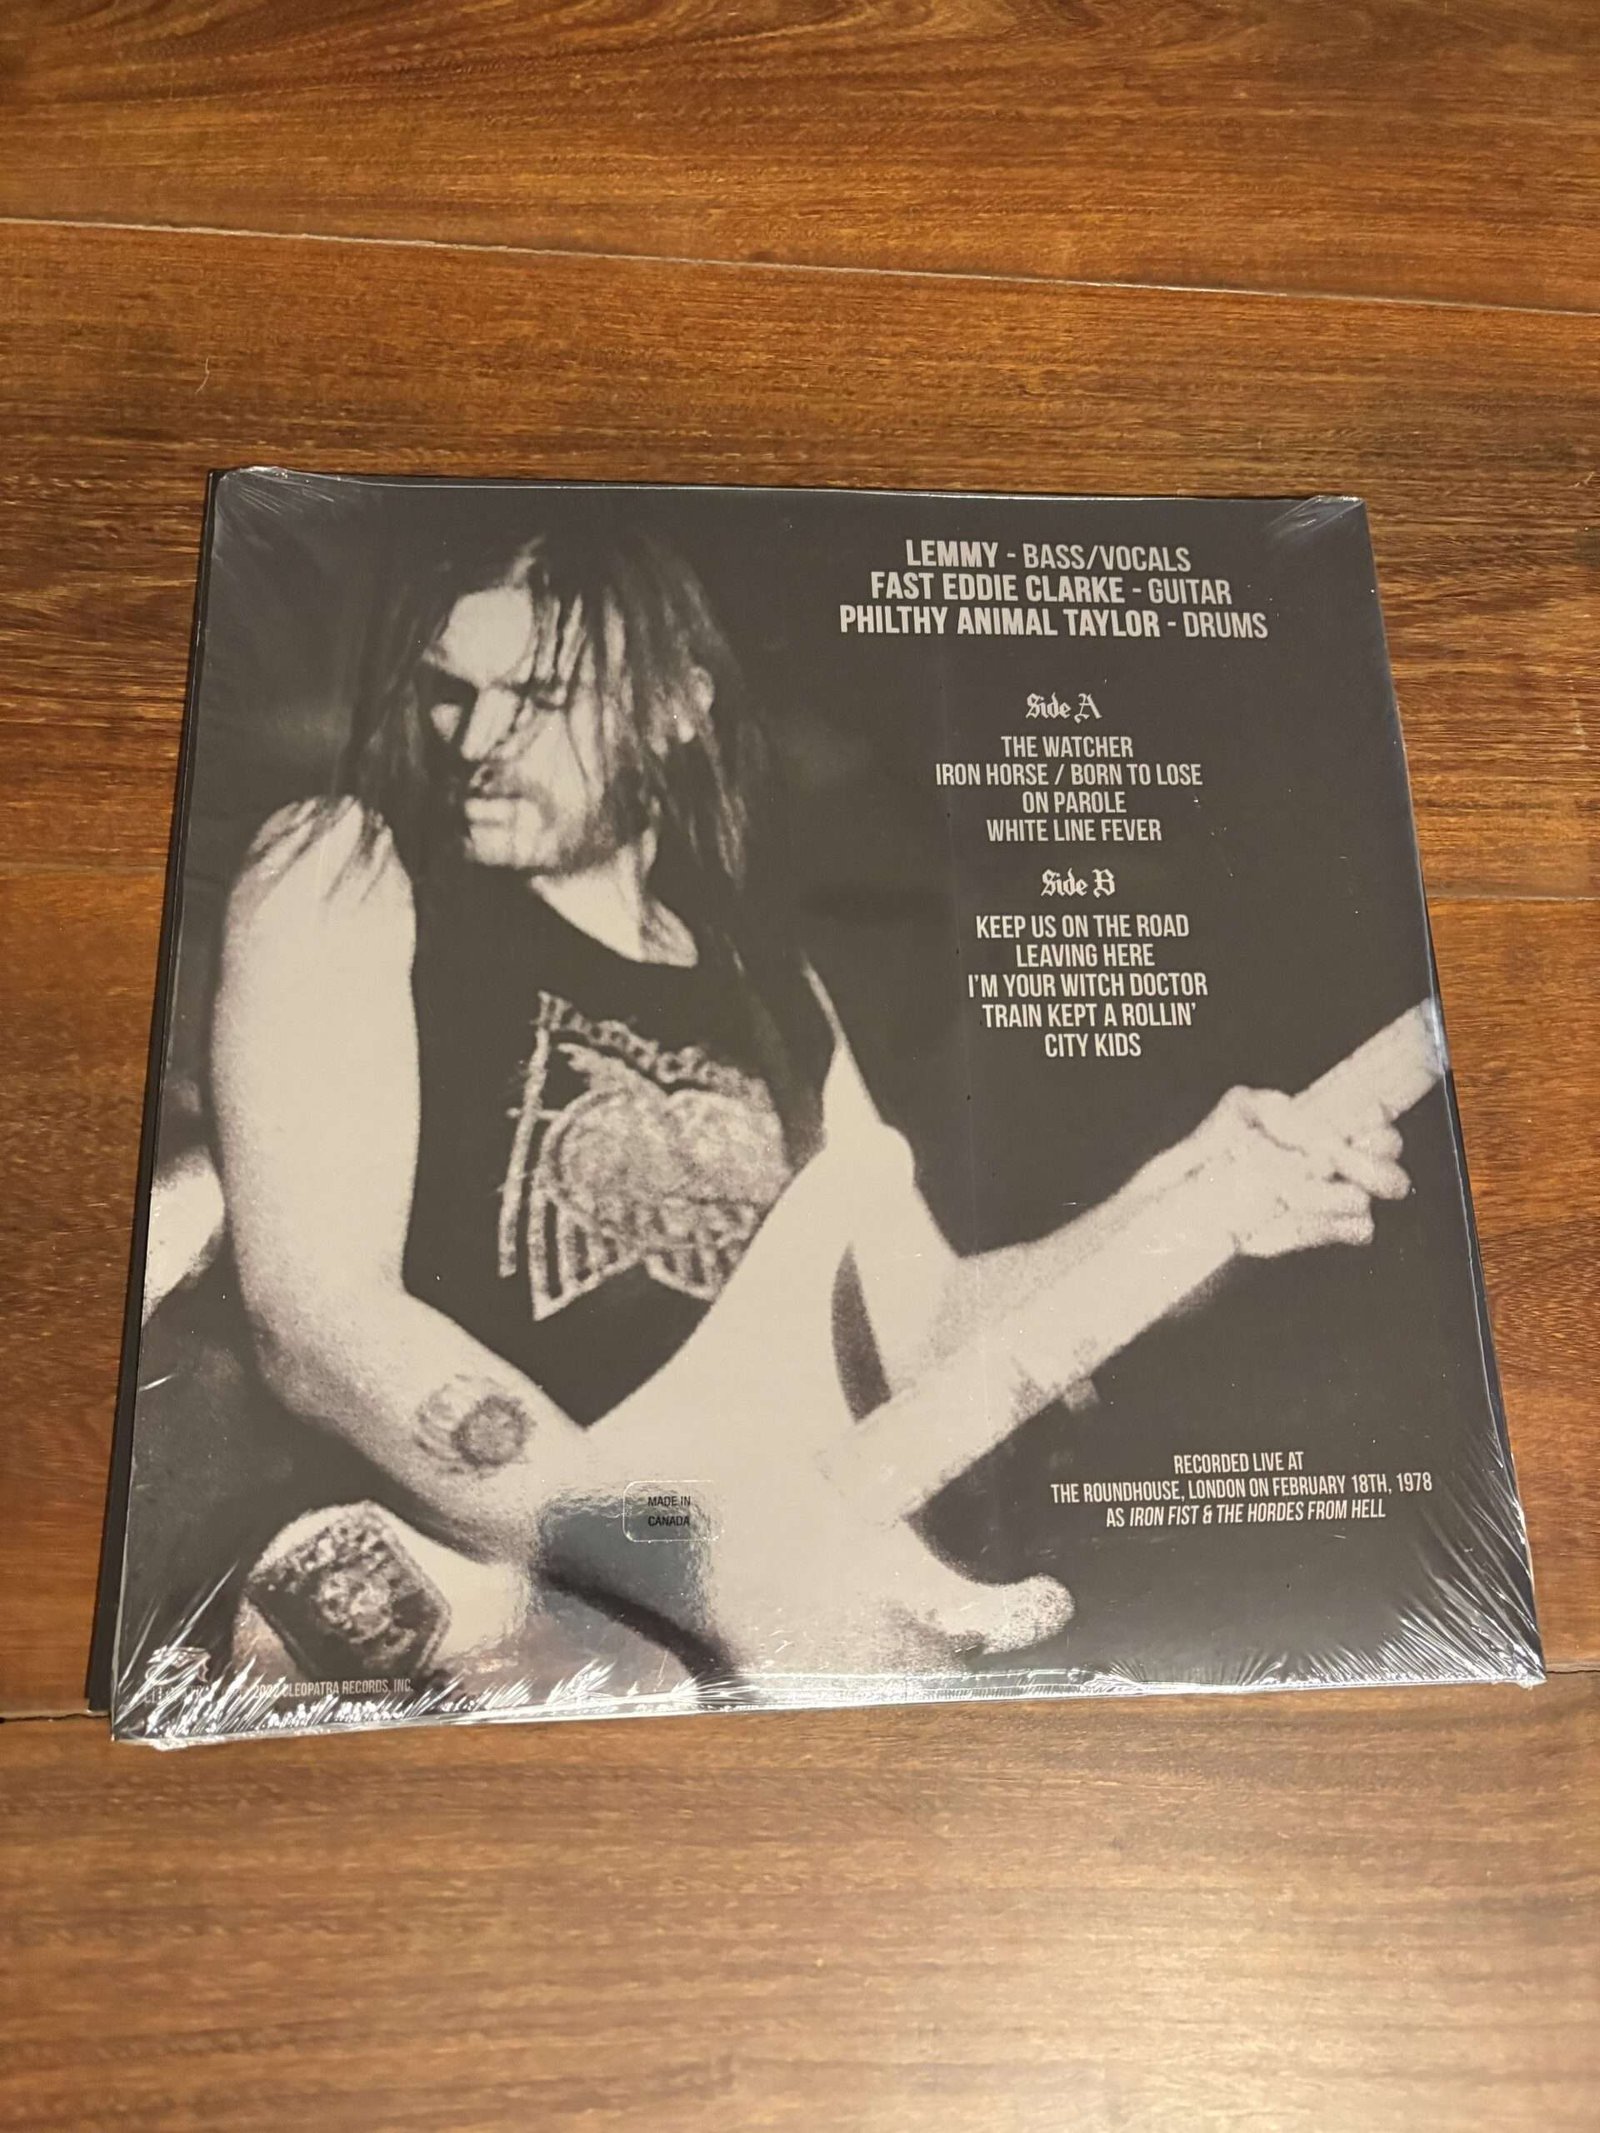 LEMMY - BASS/VOCALS
FAST EDDIE CLARKE - GUITAR
PHILTHY ANIMAL TAYLOR - DRUMS
Side A
THE WATCHER
IRON HORSE / BORN TO LOSE
ON PAROLE
WHITE LINE FEVER
Side B
KEEP US ON THE ROAD
LEAVING HERE
I'M YOUR WITCH DOCTOR
TRAIN KEPT A ROLLIN'
CITY KIDS
RECORDED LIVE AT
THE ROUNDHOUSE, LONDON ON FEBRUARY 18TH, 1978
AS IRON FIST & THE HORDES FROM HELL
MADE IN
CANADA
CLEOPATRA RECORDS, INC.